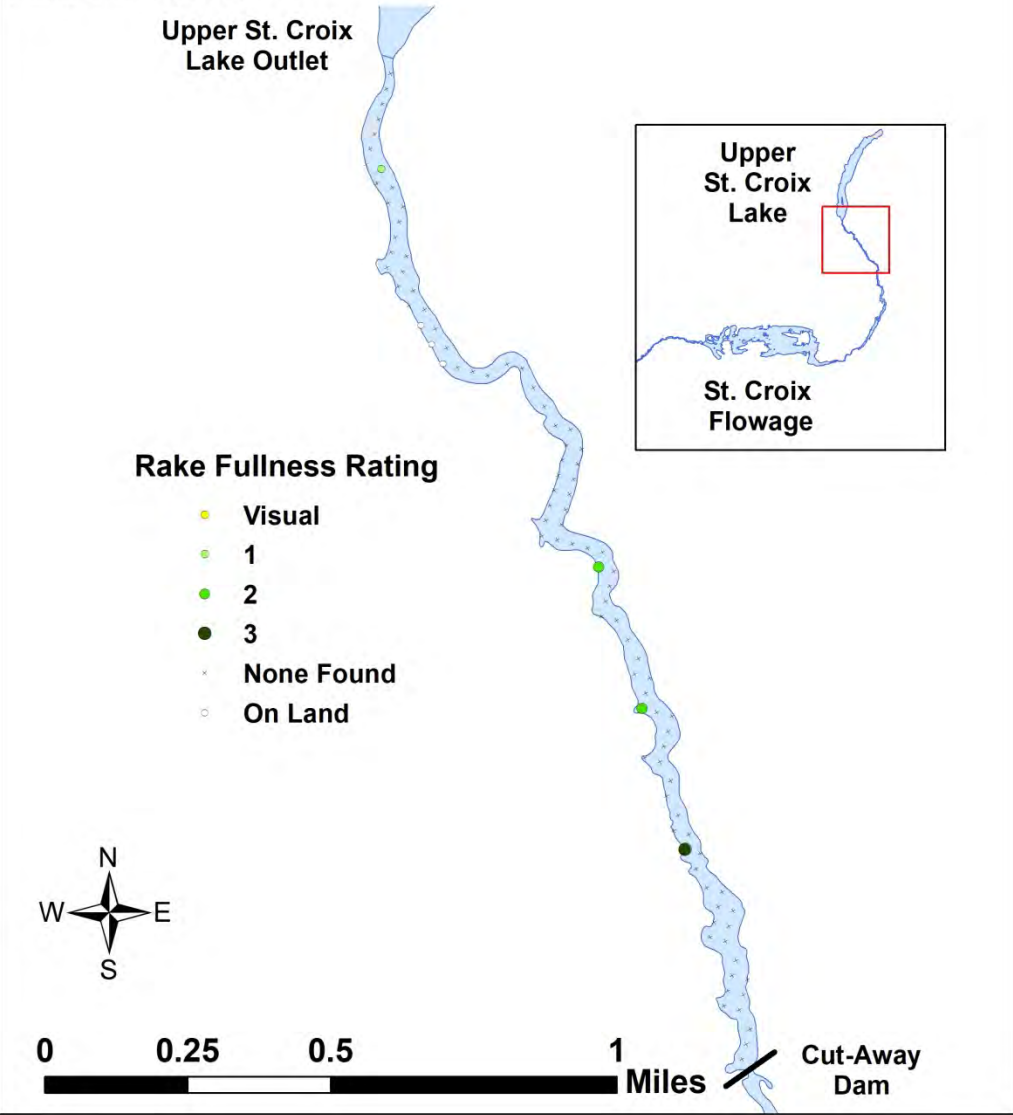 Upper St. Croix
Lake Outlet
Upper
St. Croix
Lake
St. Croix
Flowage
Rake Fullness Rating
Visual
1
2
3
None Found
On Land
N
W
E
S
0
0.25
0.5
1
Miles
Cut-Away
Dam